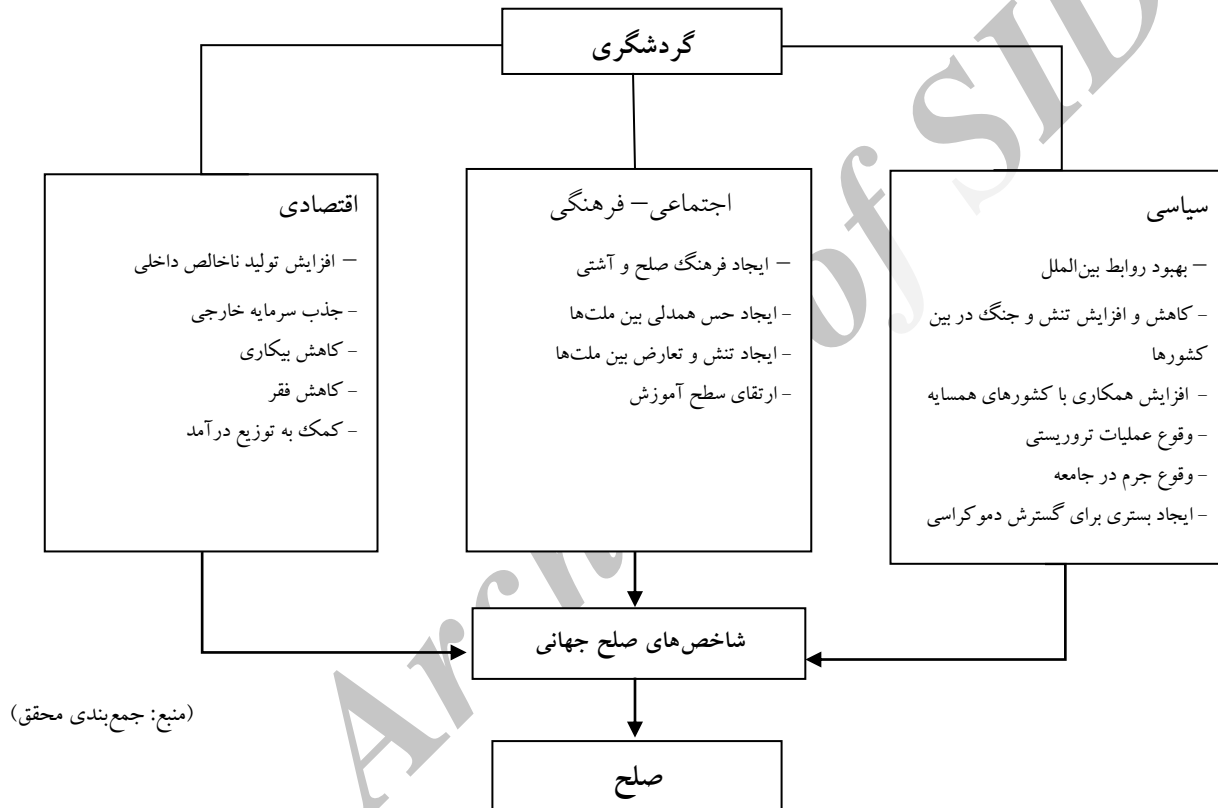 گردشگری
سیاسی
– بهبود روابط بین‌الملل
- کاهش و افزایش تنش و جنگ در بین
کشورها
- افزایش همکاری با کشورهای همسایه
- وقوع عملیات تروریستی
- وقوع جرم در جامعه
- ایجاد بستری برای گسترش دموکراسی
اجتماعی– فرهنگی
– ایجاد فرهنگ صلح و آشتی
- ایجاد حس همدلی بین ملت‌ها
- ایجاد تنش و تعارض بین ملت‌ها
- ارتقای سطح آموزش
اقتصادی
– افزایش تولید ناخالص داخلی
- جذب سرمایه خارجی
- کاهش بیکاری
- کاهش فقر
- کمک به توزیع درآمد
شاخص‌های صلح جهانی
صلح
(منبع: جمع‌بندی محقق)
Archive of SID